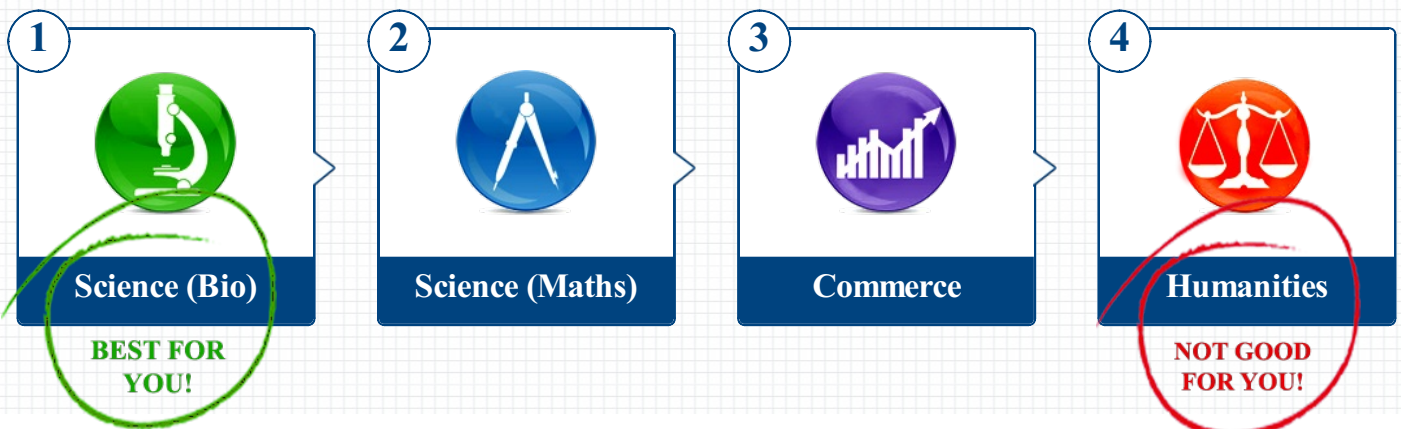 1
2
3
4
Science (Bio)
Science (Maths)
Commerce
Humanities
BEST FOR
YOU!
NOT GOOD
FOR YOU!